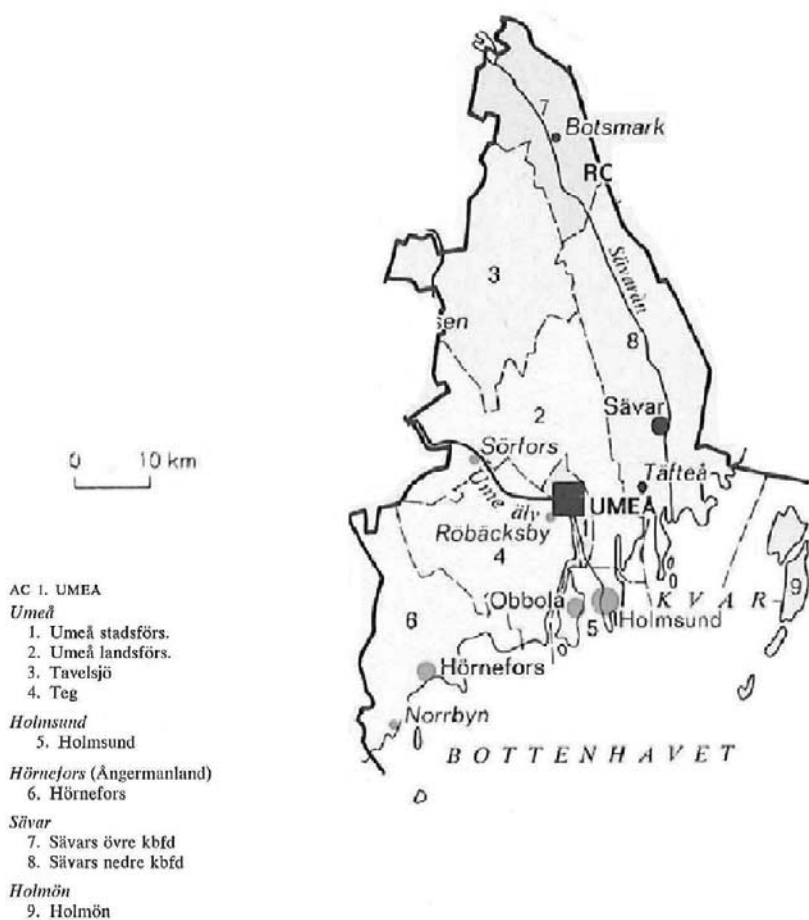 7
Botsmark
RC
3
Sävarån
sen
8
2
Sävar
0 10 km
Sörfors
Täfteå
Ume älv
UMEÅ
1
Röbäcksby
4
9
Obbola
K V A R
6
5
Holmsund
Hörnefors
Norrbyn
B O T T E N H A V E T
AC 1. UMEÅ
Umeå
1. Umeå stadsförs.
2. Umeå landsförs.
3. Tavelsjö
4. Teg
Holmsund
5. Holmsund
Hörnefors (Ångermanland)
6. Hörnefors
Sävar
7. Sävars övre kbfd
8. Sävars nedre kbfd
Holmön
9. Holmön